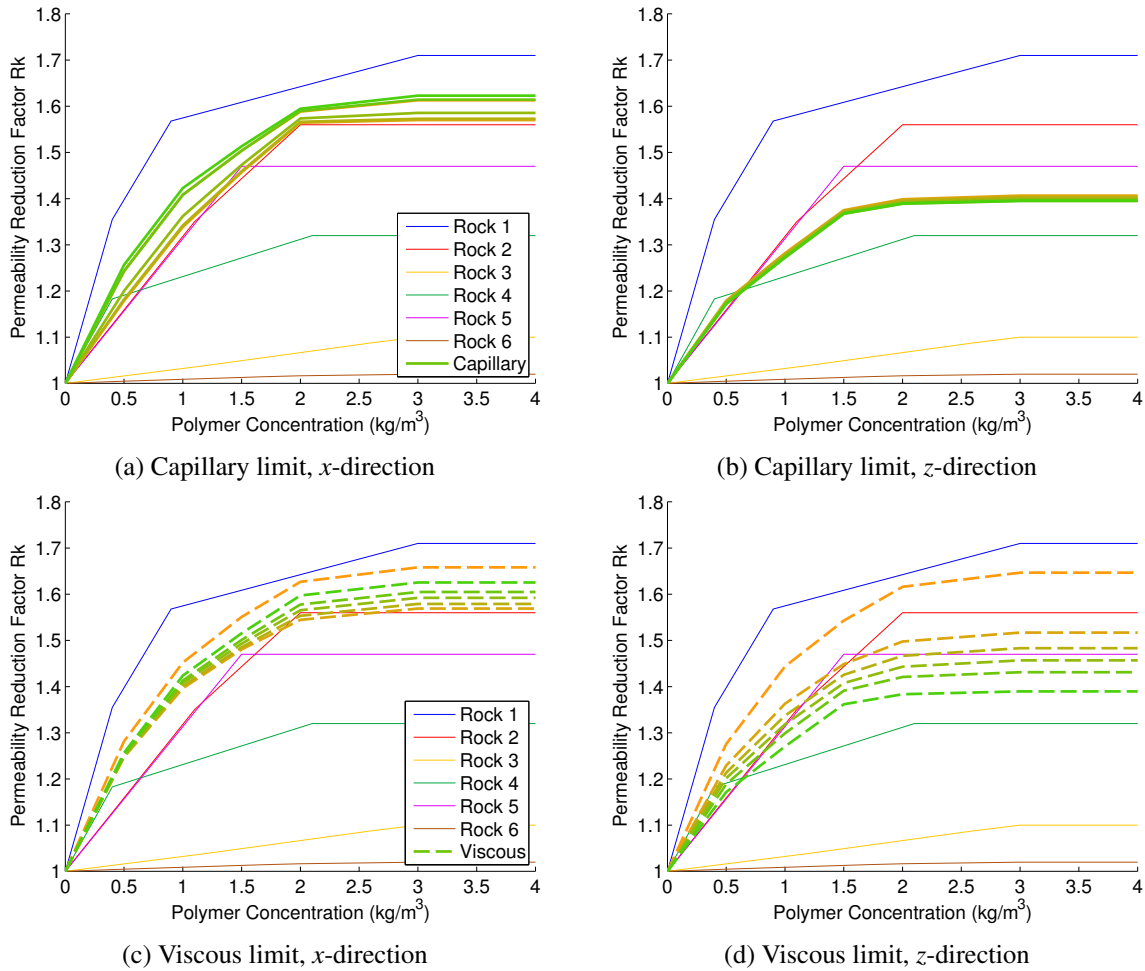 1.8
1.7
1.6
1.5
1.4
1.3
1.2
1.1
1
Permeability Reduction Factor Rk
0 0.5 1 1.5 2 2.5 3 3.5 4
Polymer Concentration (kg/m³)
Rock 1
Rock 2
Rock 3
Rock 4
Rock 5
Rock 6
Capillary
(a) Capillary limit, x-direction
1.8
1.7
1.6
1.5
1.4
1.3
1.2
1.1
1
Permeability Reduction Factor Rk
0 0.5 1 1.5 2 2.5 3 3.5 4
Polymer Concentration (kg/m³)
(b) Capillary limit, z-direction
1.8
1.7
1.6
1.5
1.4
1.3
1.2
1.1
1
Permeability Reduction Factor Rk
0 0.5 1 1.5 2 2.5 3 3.5 4
Polymer Concentration (kg/m³)
Rock 1
Rock 2
Rock 3
Rock 4
Rock 5
Rock 6
Viscous
(c) Viscous limit, x-direction
1.8
1.7
1.6
1.5
1.4
1.3
1.2
1.1
1
Permeability Reduction Factor Rk
0 0.5 1 1.5 2 2.5 3 3.5 4
Polymer Concentration (kg/m³)
(d) Viscous limit, z-direction